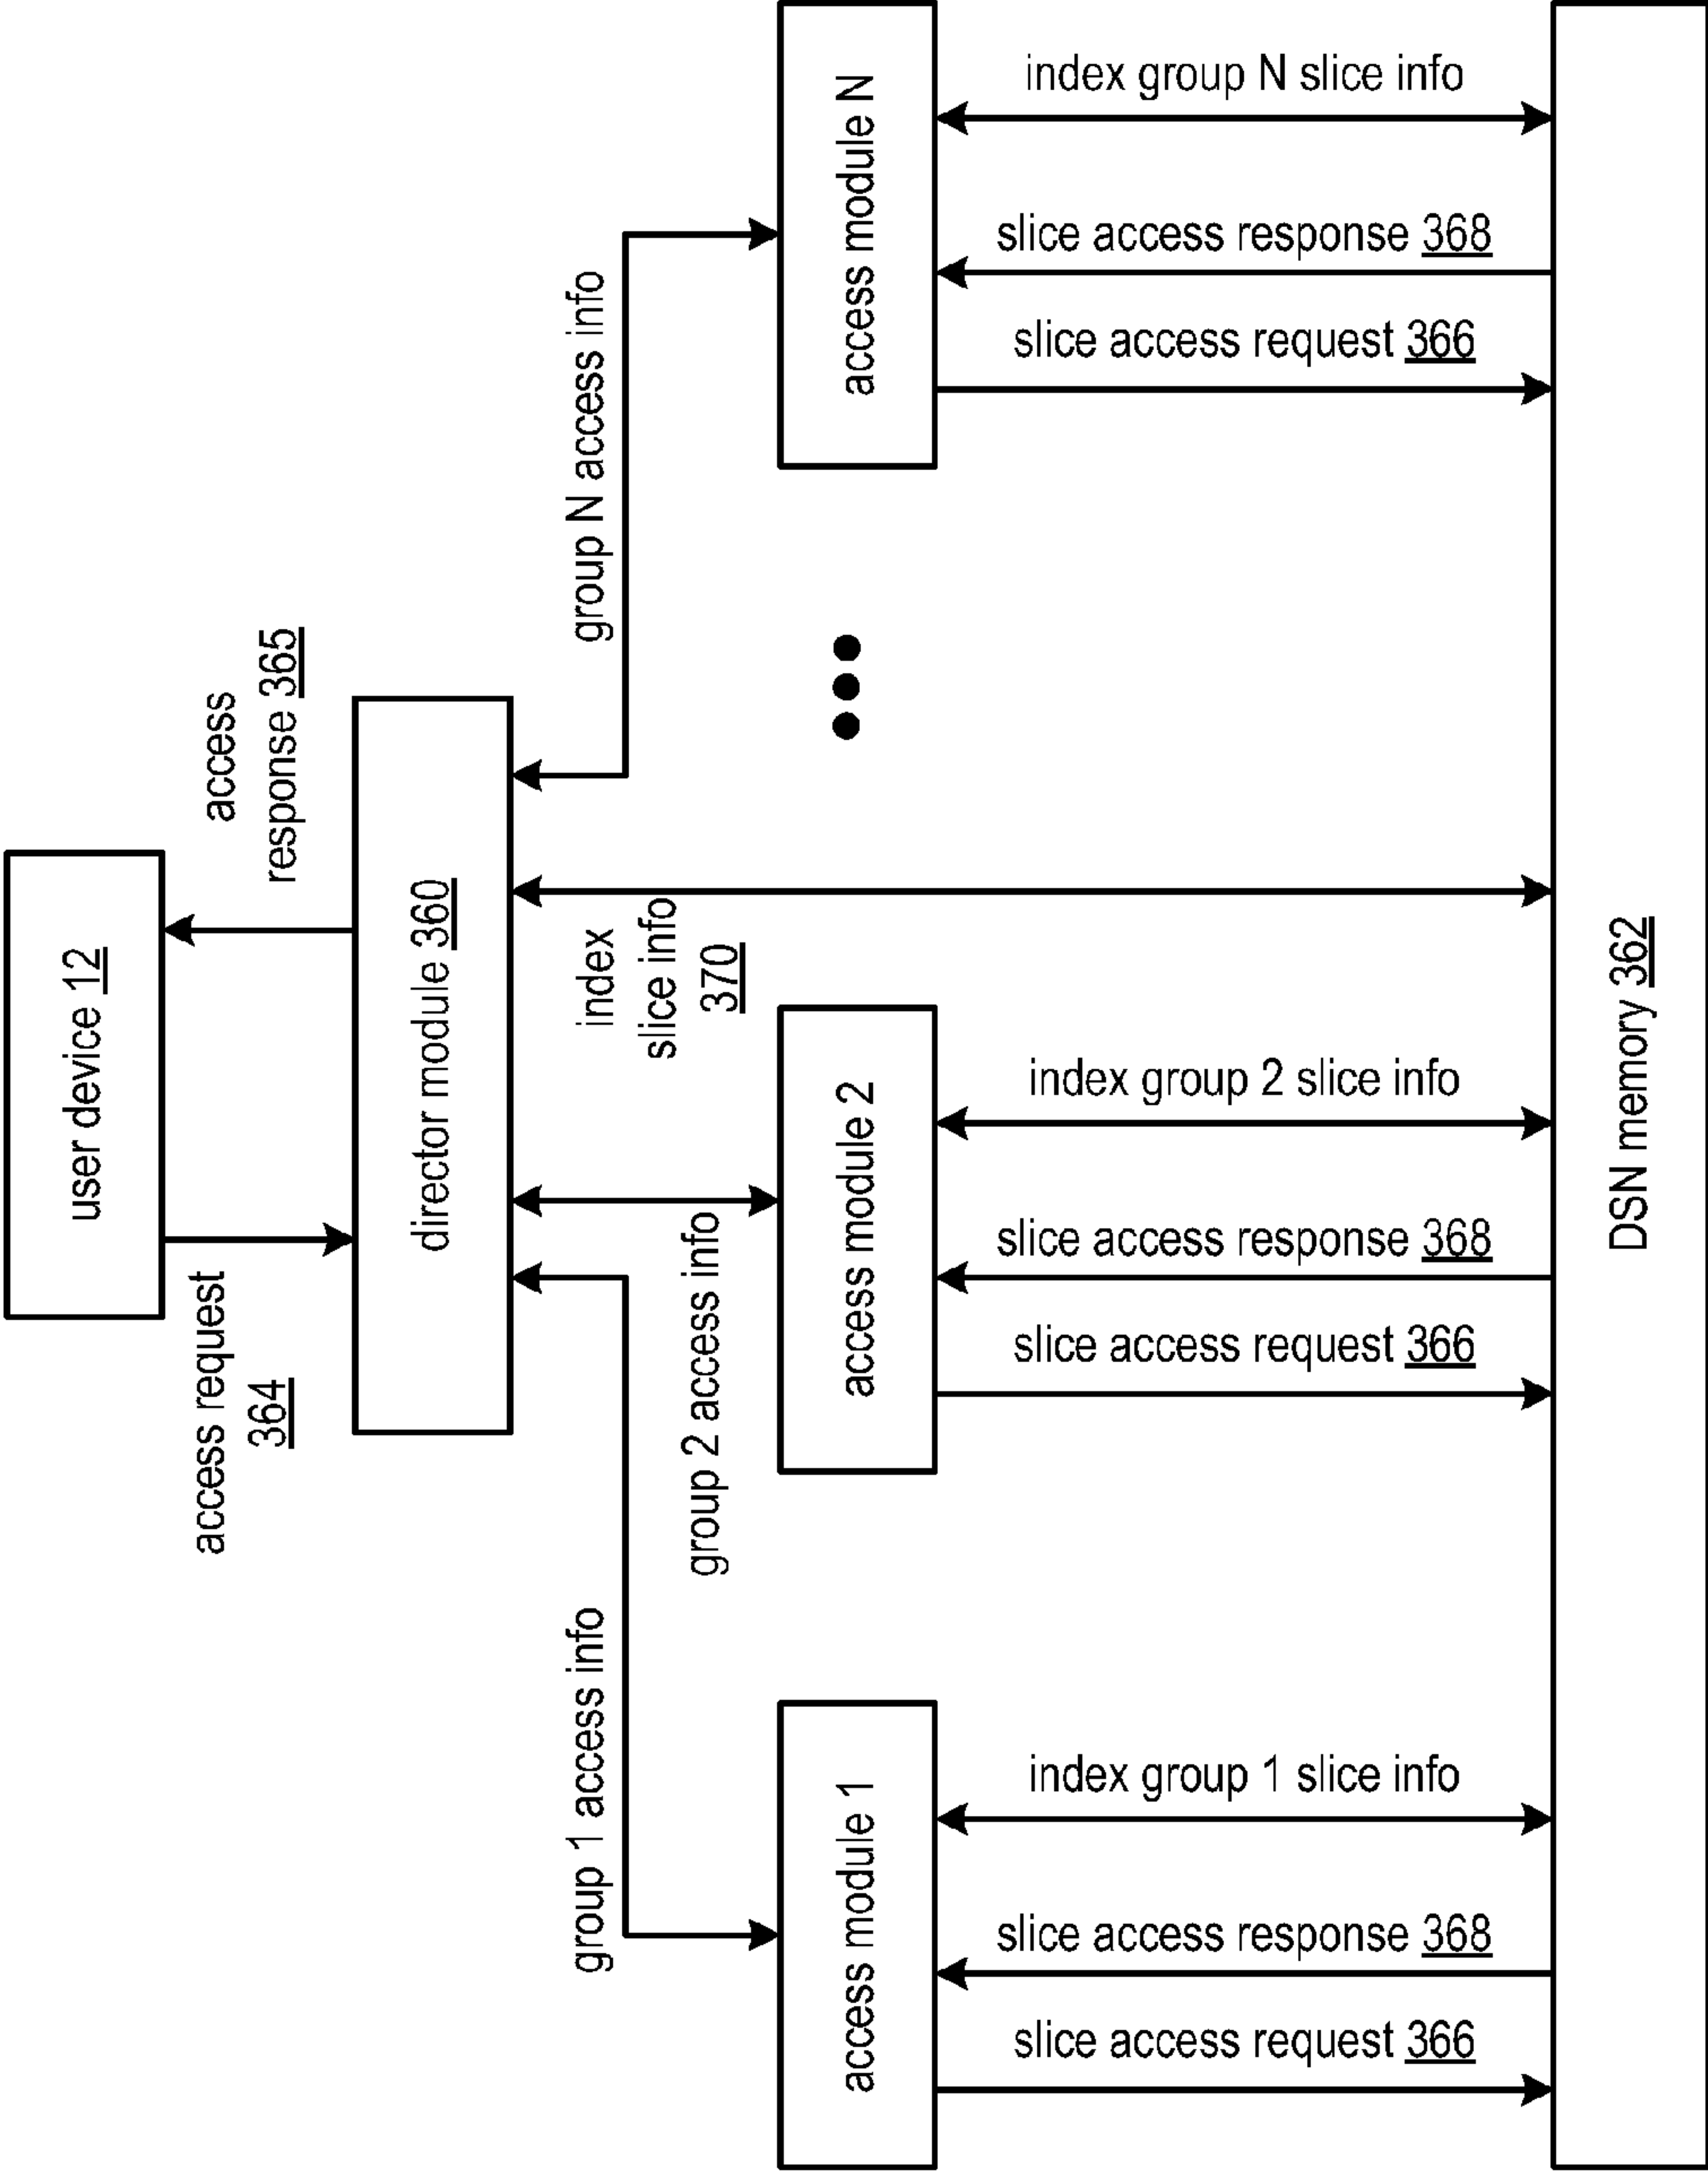 user device 12
access request
364
access
response 365
director module 360
group 1 access info
group 2 access info
index
slice info
370
group N access info
access module 1
access module 2
access module N
slice access request 366
slice access response 368
index group 1 slice info
slice access request 366
slice access response 368
index group 2 slice info
slice access request 366
slice access response 368
index group N slice info
DSN memory 362